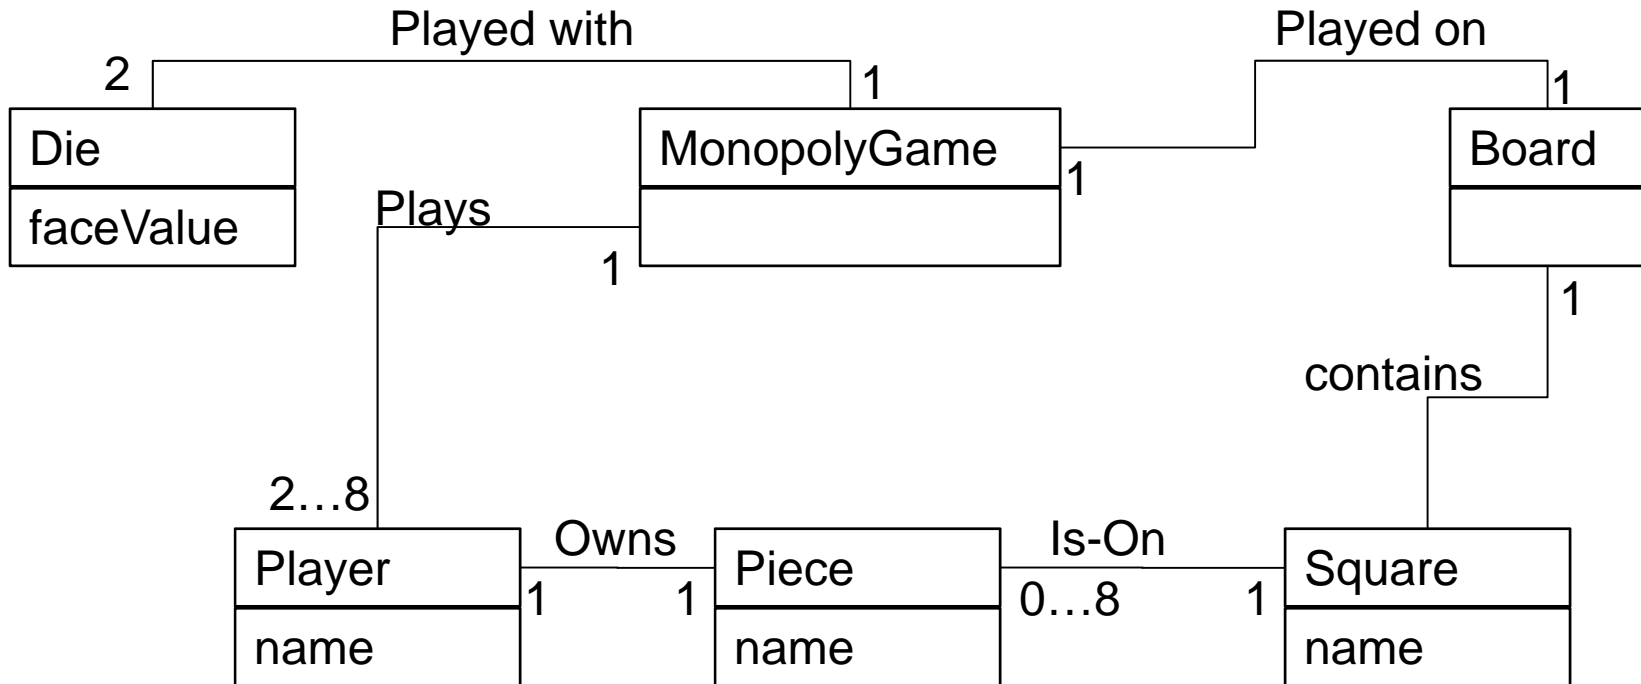 Played with
Played on
2
1
1
Die
MonopolyGame
Board
1
faceValue
Plays
1
1
contains
2…8
Player
Owns
Piece
Is-On
Square
1
1
0…8
1
name
name
name